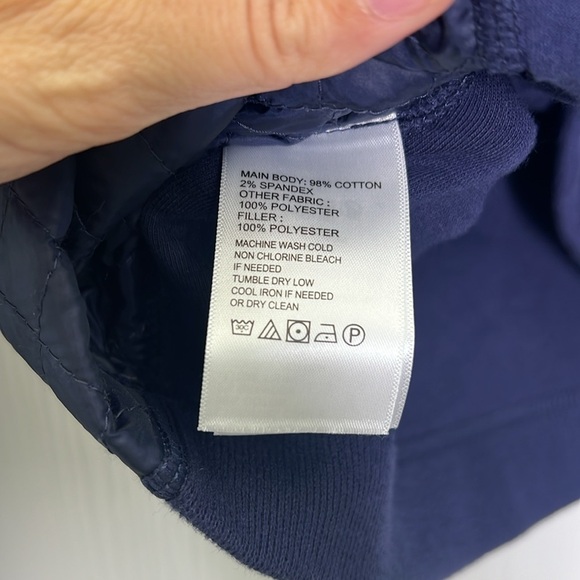 MAIN BODY: 98% COTTON
2% SPANDEX
OTHER FABRIC :
100% POLYESTER
FILLER :
100% POLYESTER
MACHINE WASH COLD
NON CHLORINE BLEACH
IF NEEDED
TUMBLE DRY LOW
COOL IRON IF NEEDED
OR DRY CLEAN
30C P